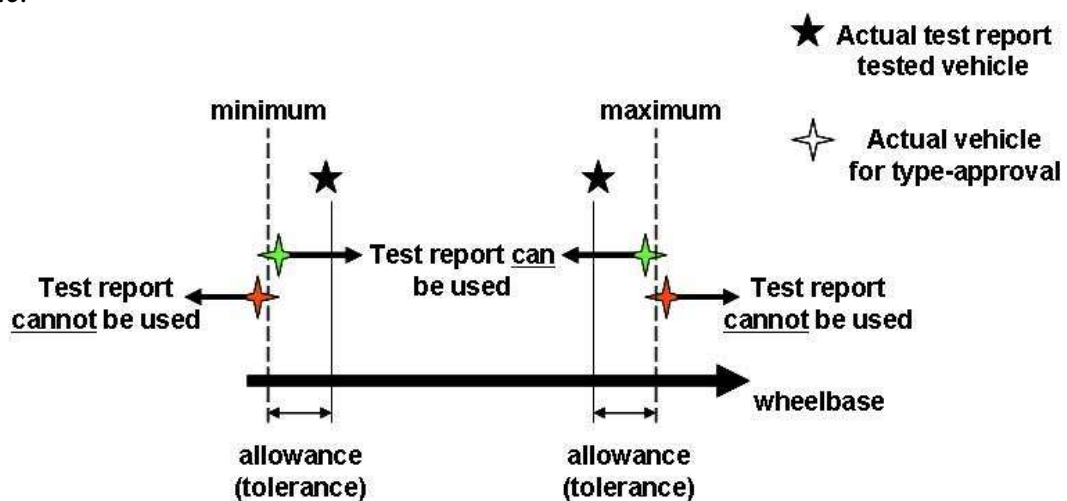 Actual test report
tested vehicle
minimum
maximum
Actual vehicle
for type-approval
Test report can
be used
Test report
cannot be used
Test report
cannot be used
wheelbase
allowance
(tolerance)
allowance
(tolerance)